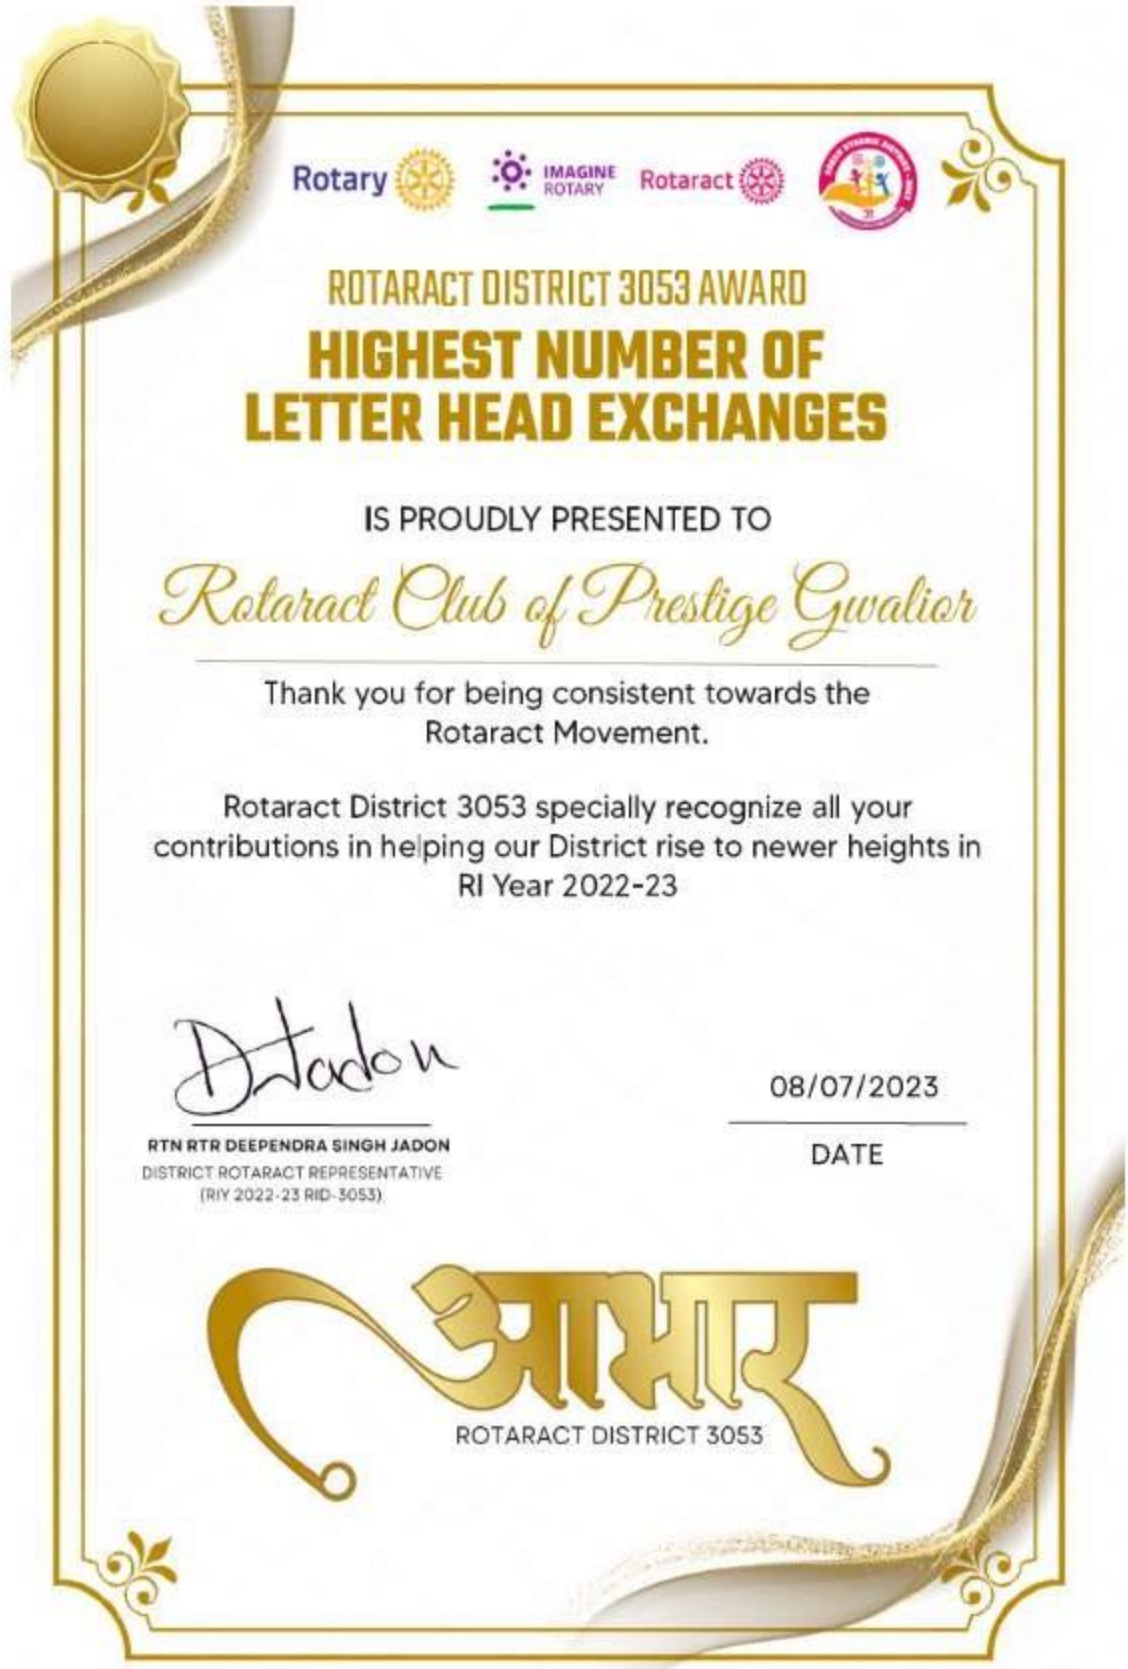 Rotary
IMAGINE
ROTARY
Rotaract
ROTARACT DISTRICT 3053 AWARD
HIGHEST NUMBER OF
LETTER HEAD EXCHANGES
IS PROUDLY PRESENTED TO
Rotaract Club of Prestige Gwalior
Thank you for being consistent towards the
Rotaract Movement.
Rotaract District 3053 specially recognize all your
contributions in helping our District rise to newer heights in
RI Year 2022-23
DJadon
08/07/2023
RTN RTR DEEPENDRA SINGH JADON
DATE
DISTRICT ROTARACT REPRESENTATIVE
(RIY 2022-23 RID-3053)
आभार
ROTARACT DISTRICT 3053